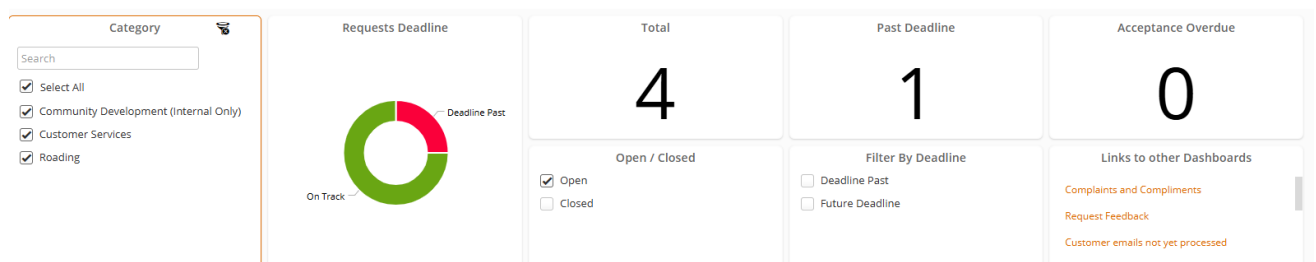 Category
Search
Select All
Community Development (Internal Only)
Customer Services
Roading
Requests Deadline
Deadline Past
On Track
Total
4
Past Deadline
1
Acceptance Overdue
0
Open / Closed
Open
Closed
Filter By Deadline
Deadline Past
Future Deadline
Links to other Dashboards
Complaints and Compliments
Request Feedback
Customer emails not yet processed